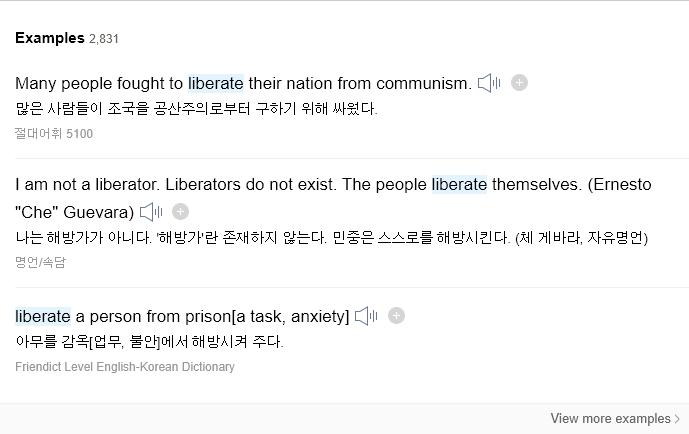 Examples 2,831
Many people fought to liberate their nation from communism.
많은 사람들이 조국을 공산주의로부터 구하기 위해 싸웠다.
절대어휘 5100
I am not a liberator. Liberators do not exist. The people liberate themselves. (Ernesto
"Che" Guevara)
나는 해방가가 아니다. '해방가'란 존재하지 않는다. 민중은 스스로를 해방시킨다. (체 게바라, 자유명언)
명언/속담
liberate a person from prison[a task, anxiety]
아무를 감옥[업무, 불안]에서 해방시켜 주다.
Friendict Level English-Korean Dictionary
View more examples